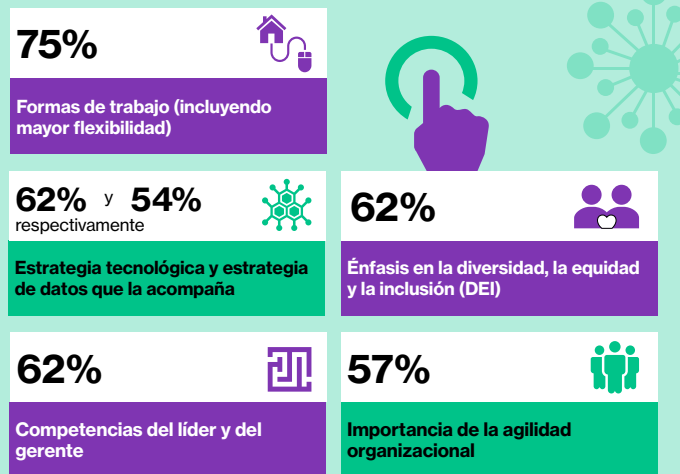 75%
Formas de trabajo (incluyendo
mayor flexibilidad)
62% y 54%
respectivamente
Estrategia tecnológica y estrategia
de datos que la acompaña
62%
Énfasis en la diversidad, la equidad
y la inclusión (DEI)
62%
Competencias del líder y del
gerente
57%
Importancia de la agilidad
organizacional